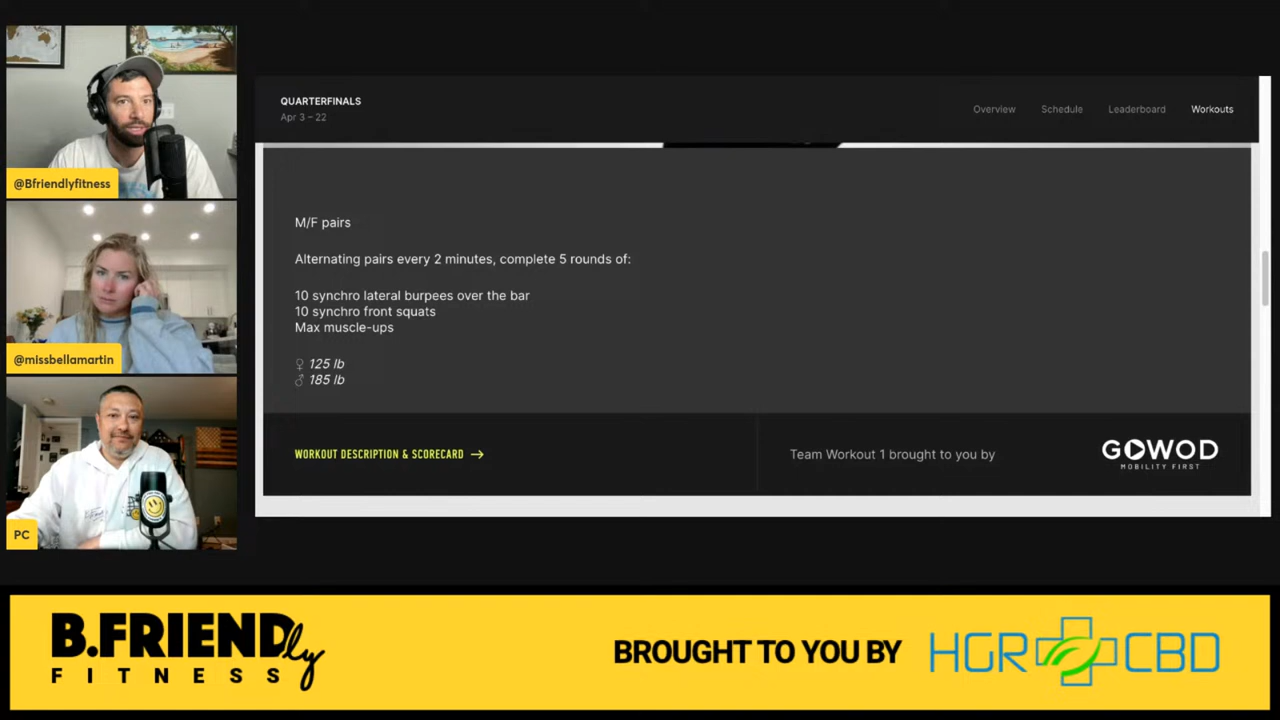 @Bfriendlyfitness
@missbellamartin
PC
QUARTERFINALS
Apr 3 – 22
Overview
Schedule
Leaderboard
Workouts
M/F pairs
Alternating pairs every 2 minutes, complete 5 rounds of:
10 synchro lateral burpees over the bar
10 synchro front squats
Max muscle-ups
♀ 125 lb
♂ 185 lb
WORKOUT DESCRIPTION & SCORECARD →
Team Workout 1 brought to you by
GOWOD
MOBILITY FIRST
B.FRIENDly
FITNESS
BROUGHT TO YOU BY
HGR CBD